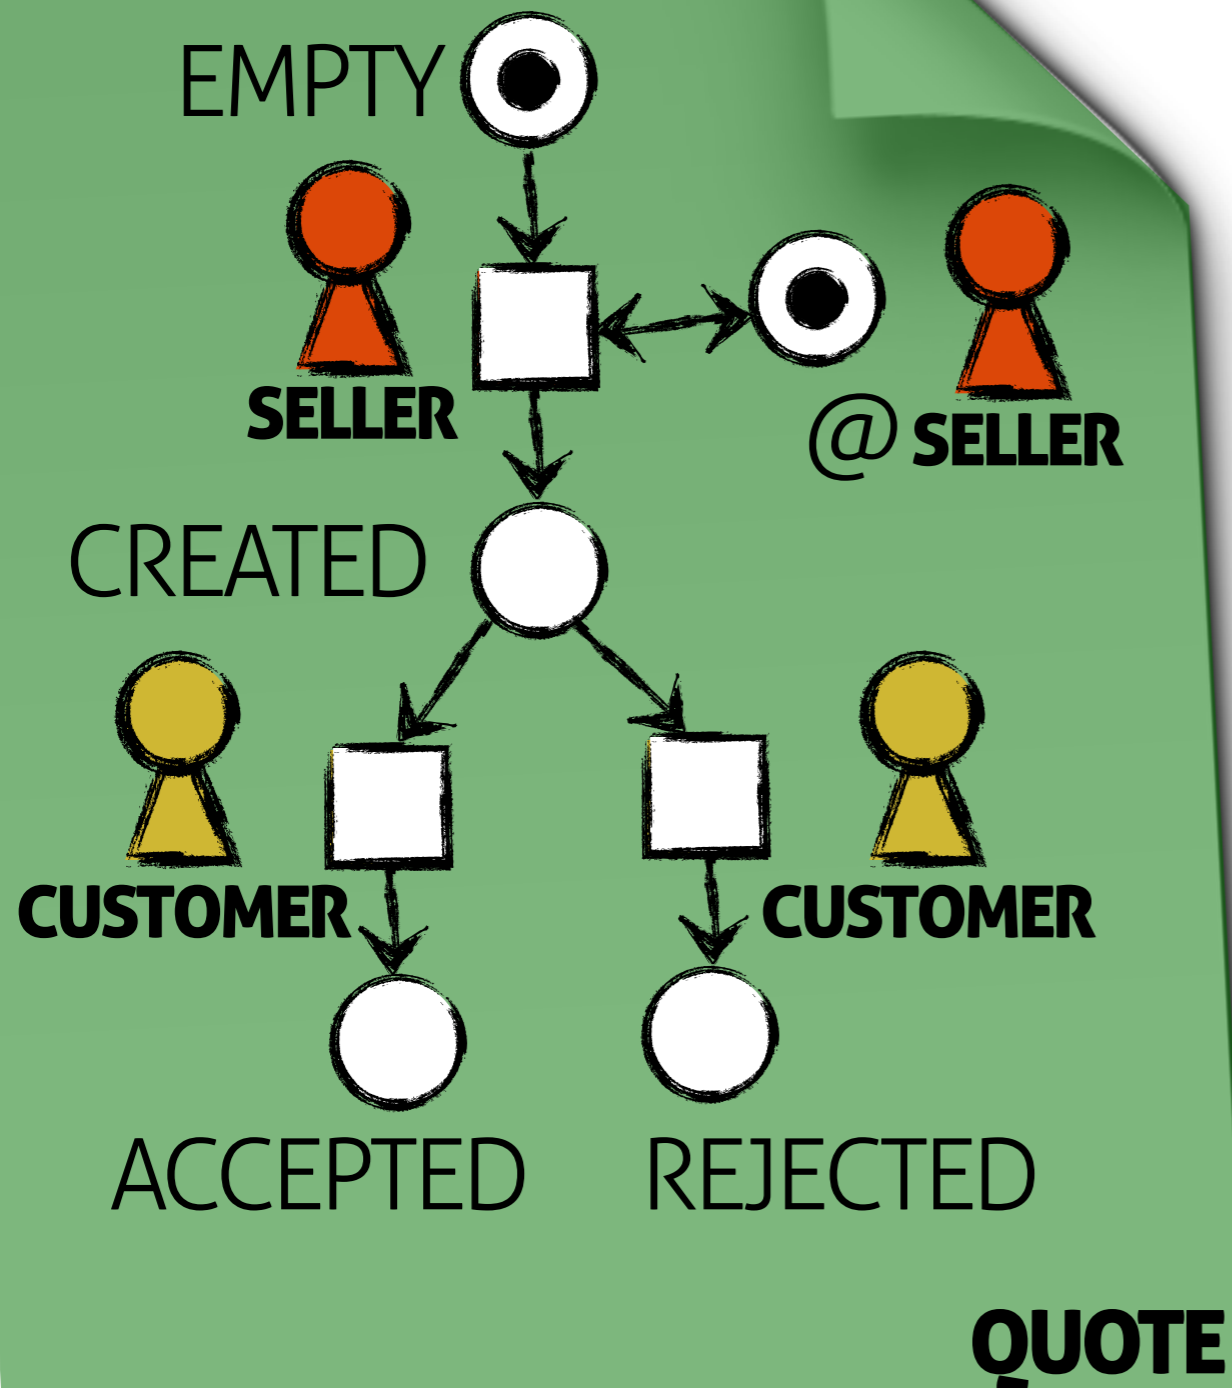 EMPTY
SELLER
@ SELLER
CREATED
CUSTOMER
CUSTOMER
ACCEPTED
REJECTED
QUOTE